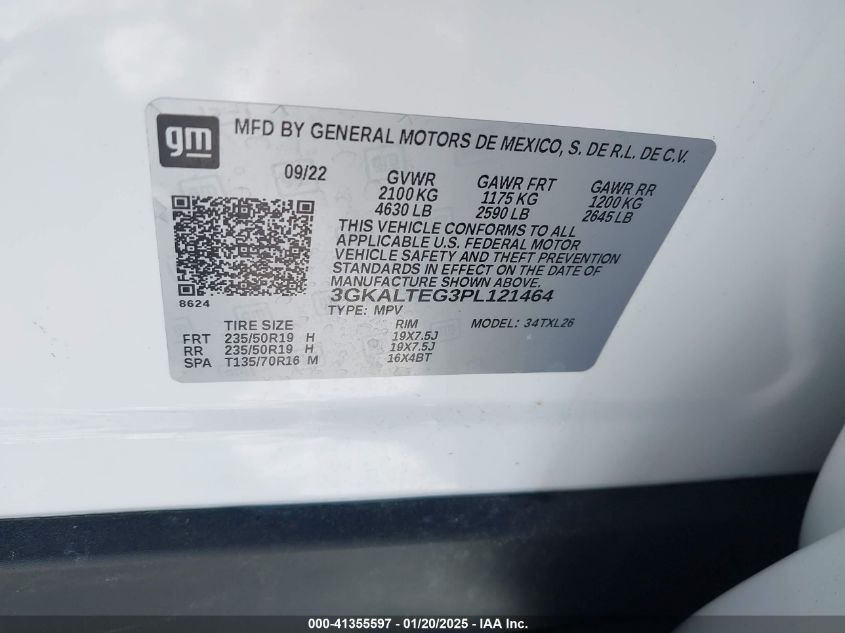 gm
MFD BY GENERAL MOTORS DE MEXICO, S. DE R.L. DE C.V.
09/22
GVWR GAWR FRT GAWR RR
2100 KG 1175 KG 1200 KG
4630 LB 2590 LB 2645 LB
THIS VEHICLE CONFORMS TO ALL
APPLICABLE U.S. FEDERAL MOTOR
VEHICLE SAFETY AND THEFT PREVENTION
STANDARDS IN EFFECT ON THE DATE OF
MANUFACTURE SHOWN ABOVE.
8624
3GKALTEG3PL121464
TYPE: MPV
MODEL: 34TXL26
TIRE SIZE RIM
FRT 235/50R19 H 19X7.5J
RR 235/50R19 H 19X7.5J
SPA T135/70R16 M 16X4BT
000-41355597 - 01/20/2025 - IAA Inc.